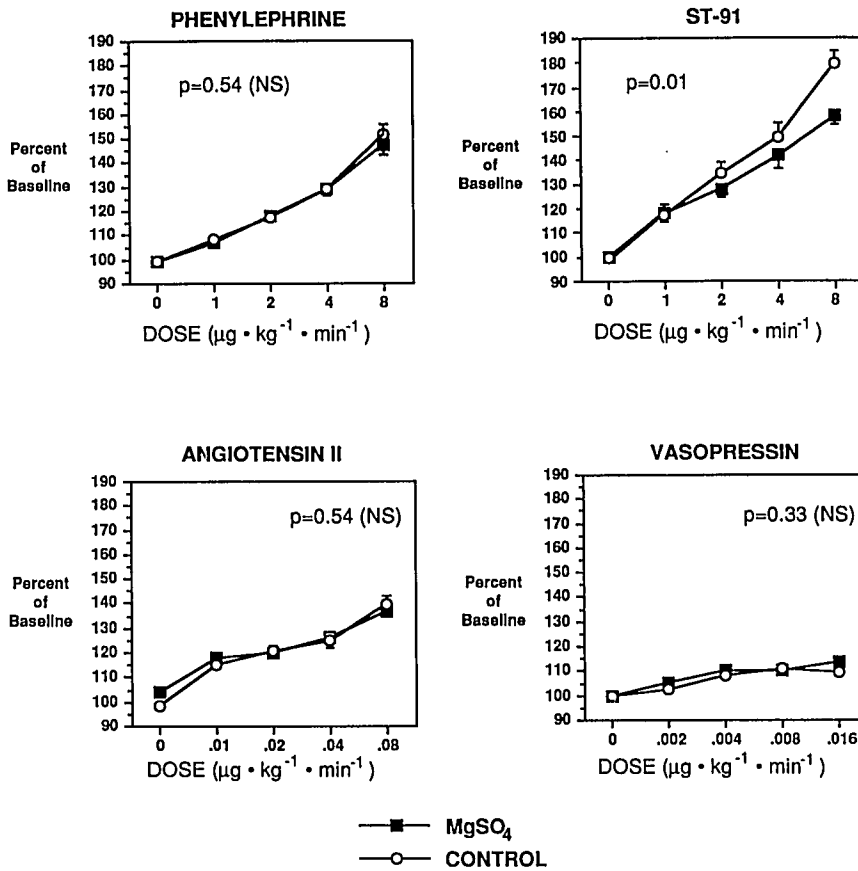 PHENYLEPHRINE
190
180
170
160
150
140
130
120
110
100
90
p=0.54 (NS)
Percent
of
Baseline
0 1 2 4 8
DOSE (µg • kg⁻¹ • min⁻¹ )
ST-91
190
180
170
160
150
140
130
120
110
100
90
p=0.01
Percent
of
Baseline
0 1 2 4 8
DOSE (µg • kg⁻¹ • min⁻¹ )
ANGIOTENSIN II
190
180
170
160
150
140
130
120
110
100
90
p=0.54 (NS)
Percent
of
Baseline
0 .01 .02 .04 .08
DOSE (µg • kg⁻¹ • min⁻¹ )
VASOPRESSIN
190
180
170
160
150
140
130
120
110
100
90
p=0.33 (NS)
Percent
of
Baseline
0 .002 .004 .008 .016
DOSE (µg • kg⁻¹ • min⁻¹ )
MgSO₄
CONTROL